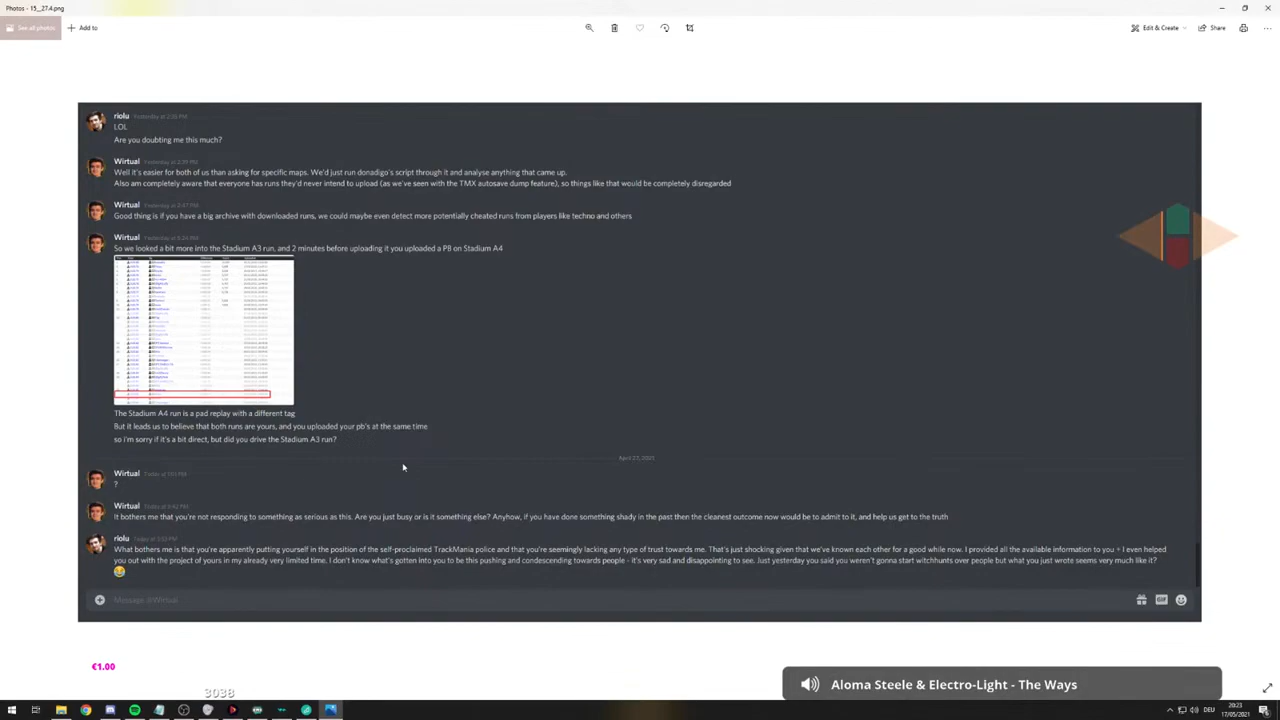 Photos - 15__27.4.png
See all photos
Add to
Edit & Create
Share
riolu
LOL
Are you doubting me this much?
Wirtual
Well it's easier for both of us than asking for specific maps. We'd just run donadigo's script through it and analyse anything that came up.
Also am completely aware that everyone has runs they'd never intend to upload (as we've seen with the TMX autosave dump feature), so things like that would be completely disregarded
Wirtual
Good thing is if you have a big archive with downloaded runs, we could maybe even detect more potentially cheated runs from players like techno and others
Wirtual
So we looked a bit more into the Stadium A3 run, and 2 minutes before uploading it you uploaded a PB on Stadium A4
The Stadium A4 run is a pad replay with a different tag
But it leads us to believe that both runs are yours, and you uploaded your pb's at the same time
so i'm sorry if it's a bit direct, but did you drive the Stadium A3 run?
April 27, 2021
Wirtual
?
Wirtual
It bothers me that you're not responding to something as serious as this. Are you just busy or is it something else? Anyhow, if you have done something shady in the past then the cleanest outcome now would be to admit to it, and help us get to the truth
riolu
What bothers me is that you're apparently putting yourself in the position of the self-proclaimed TrackMania police and that you're seemingly lacking any type of trust towards me. That's just shocking given that we've known each other for a good while now. I provided all the available information to you + I even helped
you out with the project of yours in my already very limited time. I don't know what's gotten into you to be this pushing and condescending towards people - it's very sad and disappointing to see. Just yesterday you said you weren't gonna start witchhunts over people but what you just wrote seems very much like it?
Message @Wirtual
GIF
€1.00
Aloma Steele & Electro-Light - The Ways
3038
DEU
20:23
17/05/2021